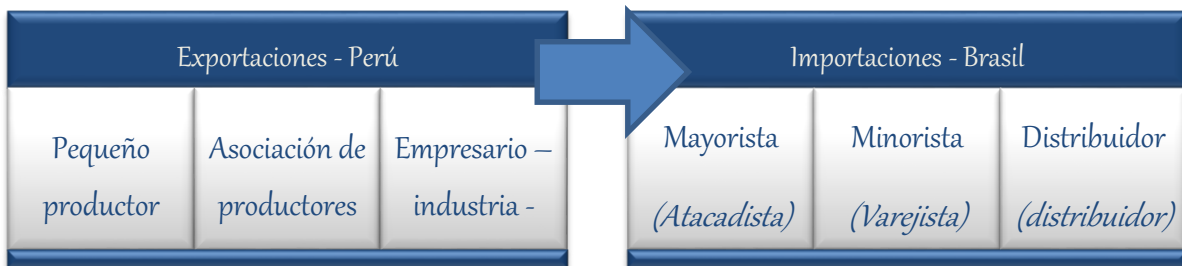 Exportaciones - Perú
Pequeño
productor
Asociación de
productores
Empresario –
industria -
Importaciones - Brasil
Mayorista
(Atacadista)
Minorista
(Varejista)
Distribuidor
(distribuidor)